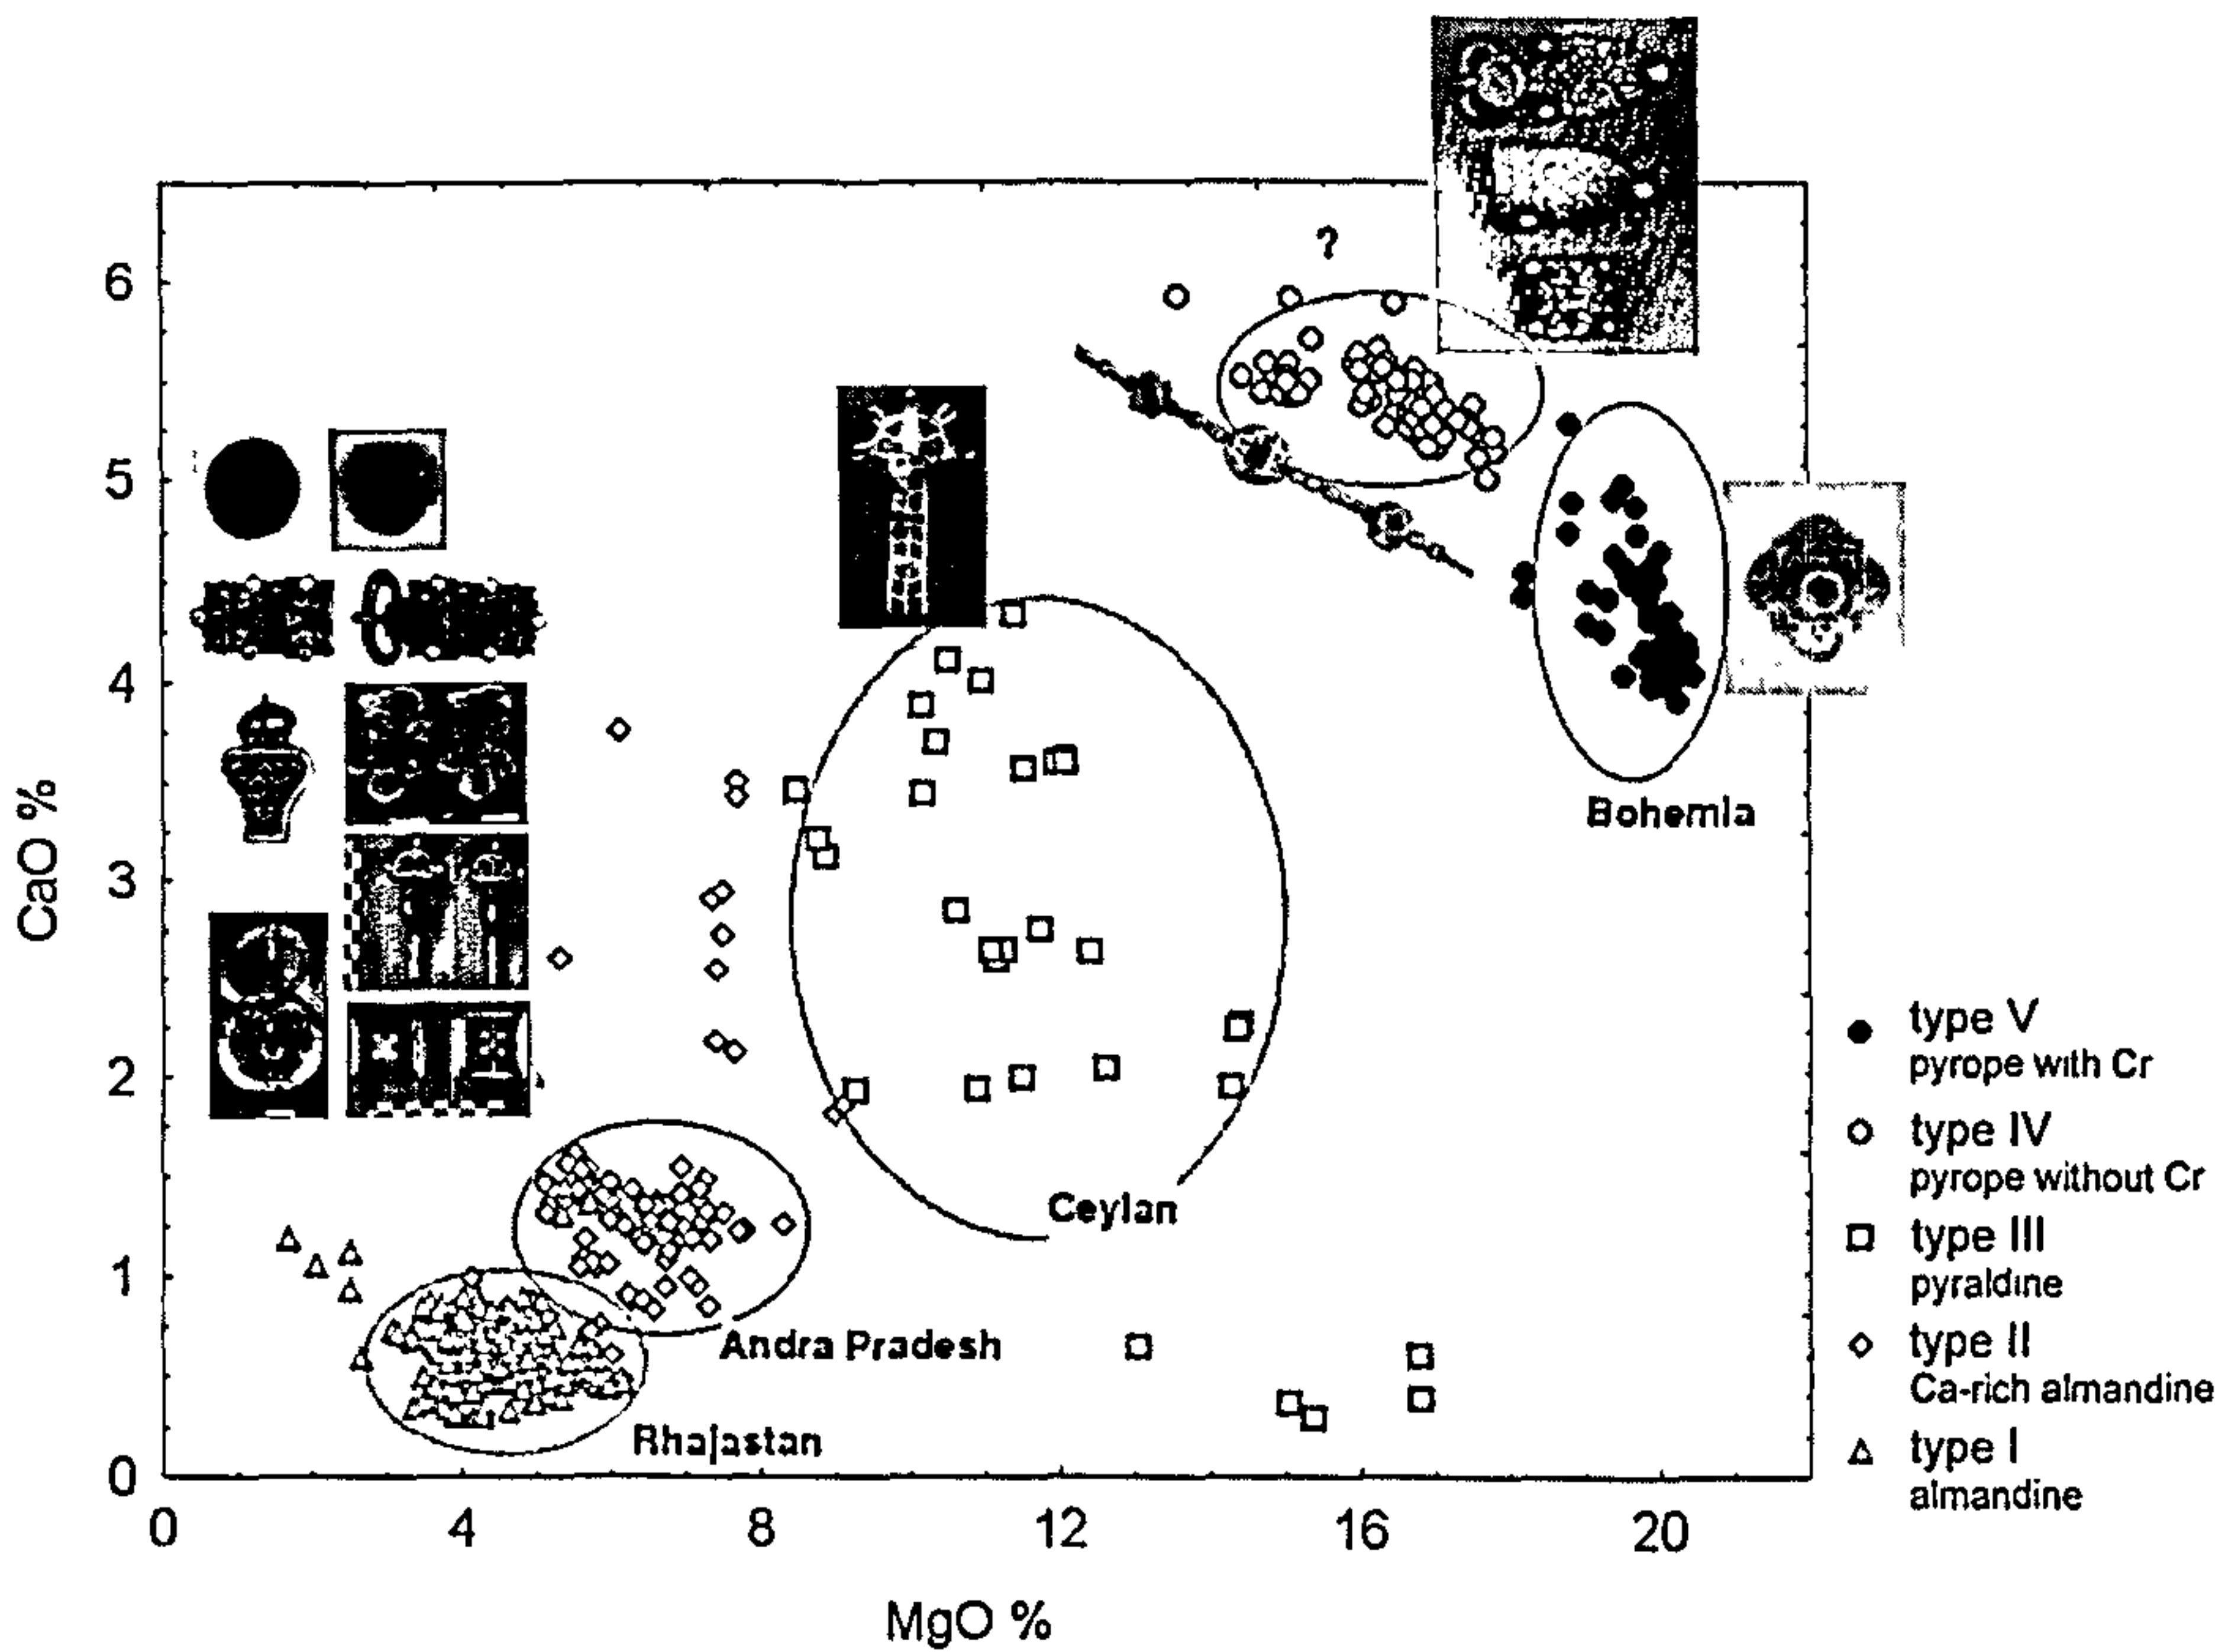 ?
6
5
4
3
2
1
0
CaO %
0 4 8 12 16 20
MgO %
Bohemia
Ceylan
Andra Pradesh
Rhajastan
type V
pyrope with Cr
type IV
pyrope without Cr
type III
pyraldine
type II
Ca-rich almandine
type I
almandine